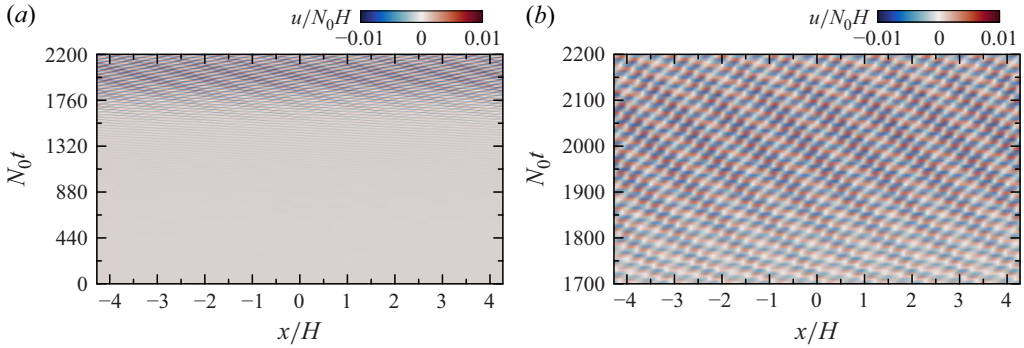 (a) u/N₀H (b) u/N₀H
−0.01 0 0.01 −0.01 0 0.01
2200 2200
1760 2100
1320 2000
880 1900
440 1800
0 1700
N₀t N₀t
−4 −3 −2 −1 0 1 2 3 4 −4 −3 −2 −1 0 1 2 3 4
x/H x/H